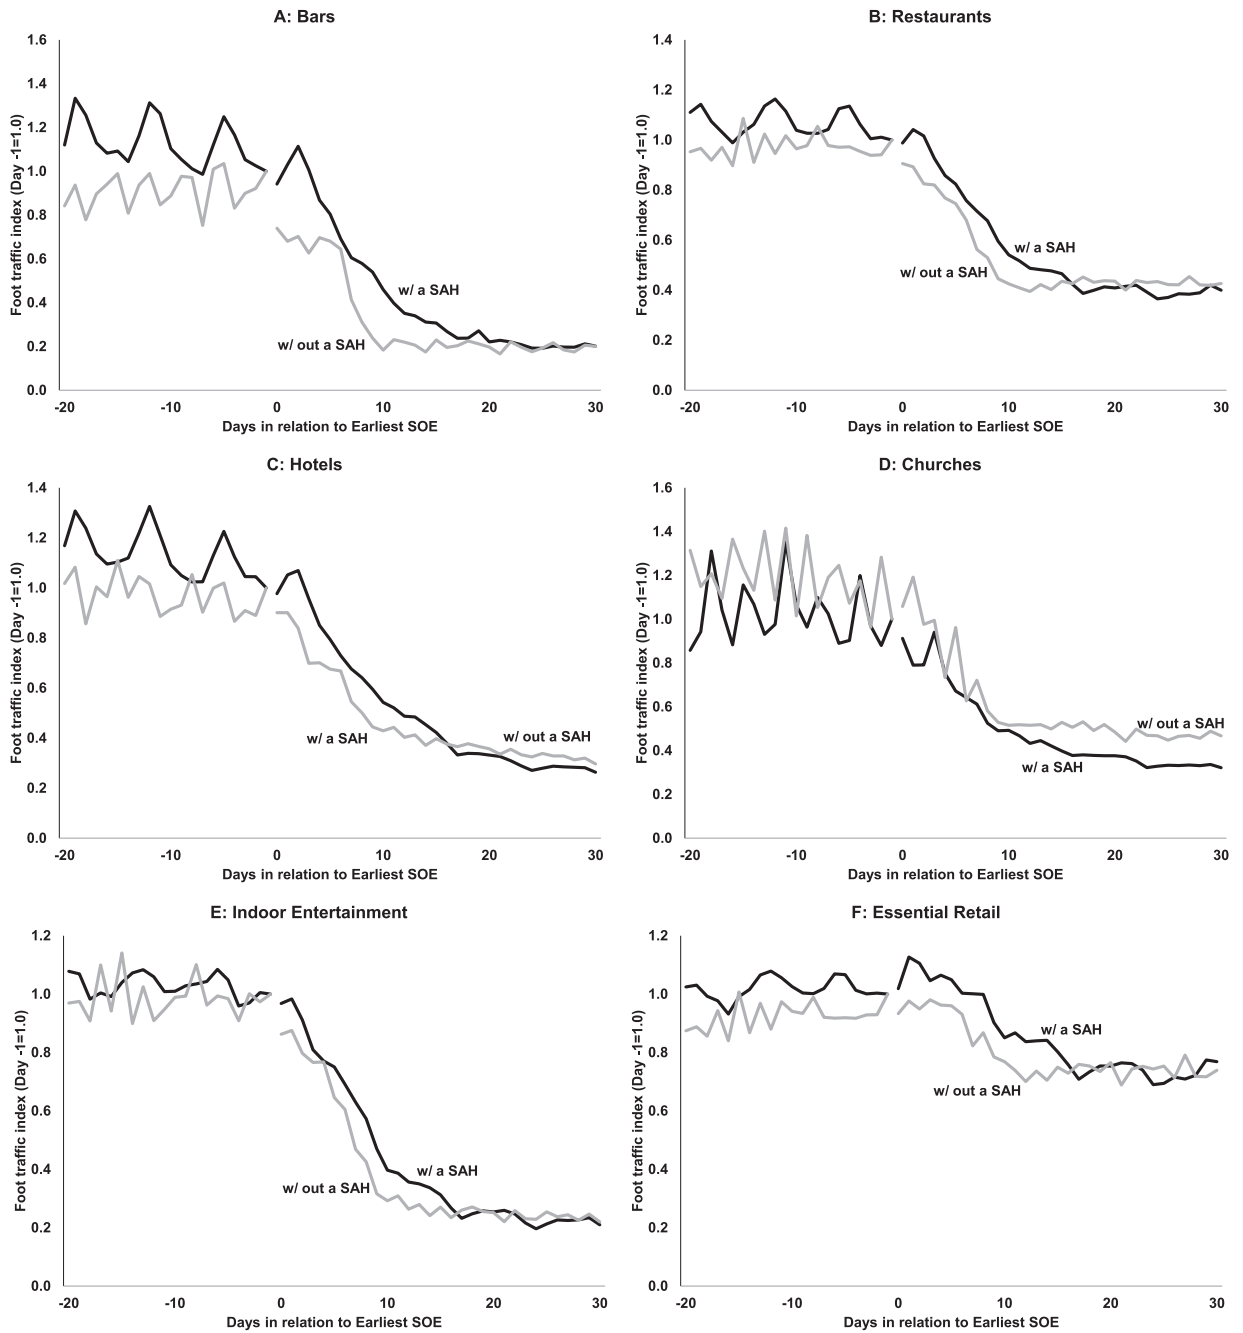 A: Bars
Foot traffic index (Day -1=1.0)
1.6
1.4
1.2
1.0
0.8
0.6
0.4
0.2
0.0
w/ a SAH
w/ out a SAH
-20 -10 0 10 20 30
Days in relation to Earliest SOE
B: Restaurants
Foot traffic index (Day -1=1.0)
1.4
1.2
1.0
0.8
0.6
0.4
0.2
0.0
w/ a SAH
w/ out a SAH
-20 -10 0 10 20 30
Days in relation to Earliest SOE
C: Hotels
Foot traffic index (Day -1=1.0)
1.4
1.2
1.0
0.8
0.6
0.4
0.2
0.0
w/ a SAH
w/ out a SAH
-20 -10 0 10 20 30
Days in relation to Earliest SOE
D: Churches
Foot traffic index (Day -1=1.0)
1.6
1.4
1.2
1.0
0.8
0.6
0.4
0.2
0.0
w/ out a SAH
w/ a SAH
-20 -10 0 10 20 30
Days in relation to Earliest SOE
E: Indoor Entertainment
Foot traffic index (Day -1=1.0)
1.2
1.0
0.8
0.6
0.4
0.2
0.0
w/ a SAH
w/ out a SAH
-20 -10 0 10 20 30
Days in relation to Earliest SOE
F: Essential Retail
Foot traffic index (Day -1=1.0)
1.2
1.0
0.8
0.6
0.4
0.2
0.0
w/ a SAH
w/ out a SAH
-20 -10 0 10 20 30
Days in relation to Earliest SOE